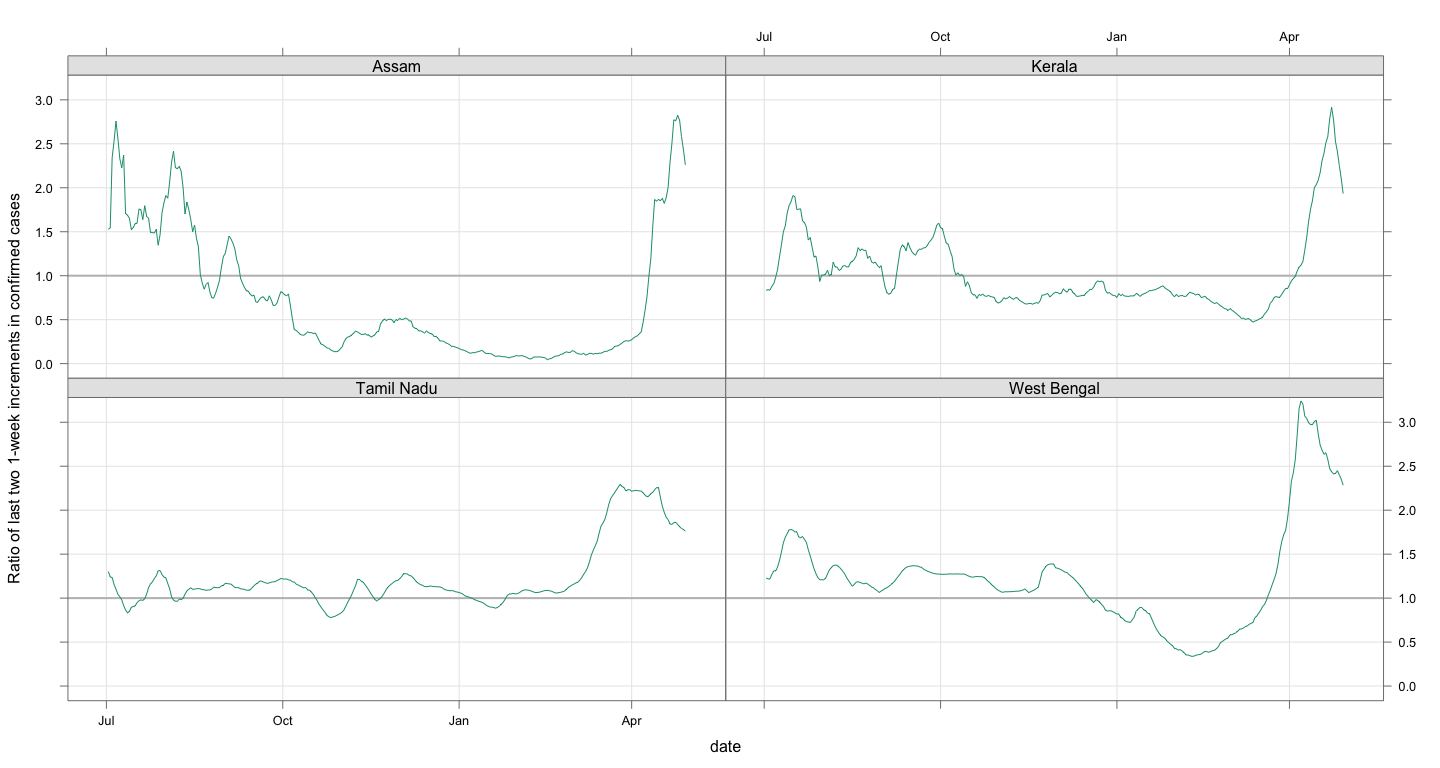 Jul Oct Jan Apr
Assam Kerala
3.0
2.5
2.0
1.5
1.0
0.5
0.0
Tamil Nadu West Bengal
3.0
2.5
2.0
1.5
1.0
0.5
0.0
Jul Oct Jan Apr
date
Ratio of last two 1-week increments in confirmed cases